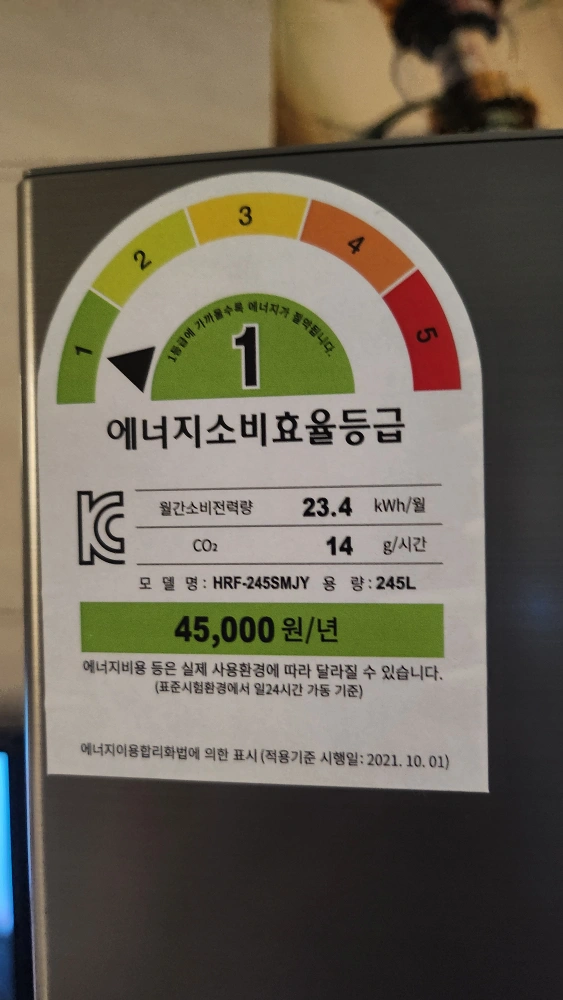 1
2
3
4
5
1등급에 가까울수록 에너지가 절약됩니다.
1
에너지소비효율등급
KC
월간소비전력량 23.4 kWh/월
CO₂ 14 g/시간
모 델 명 : HRF-245SMJY 용 량 : 245L
45,000 원/년
에너지비용 등은 실제 사용환경에 따라 달라질 수 있습니다.
(표준시험환경에서 일24시간 가동 기준)
에너지이용합리화법에 의한 표시 (적용기준 시행일: 2021. 10. 01)